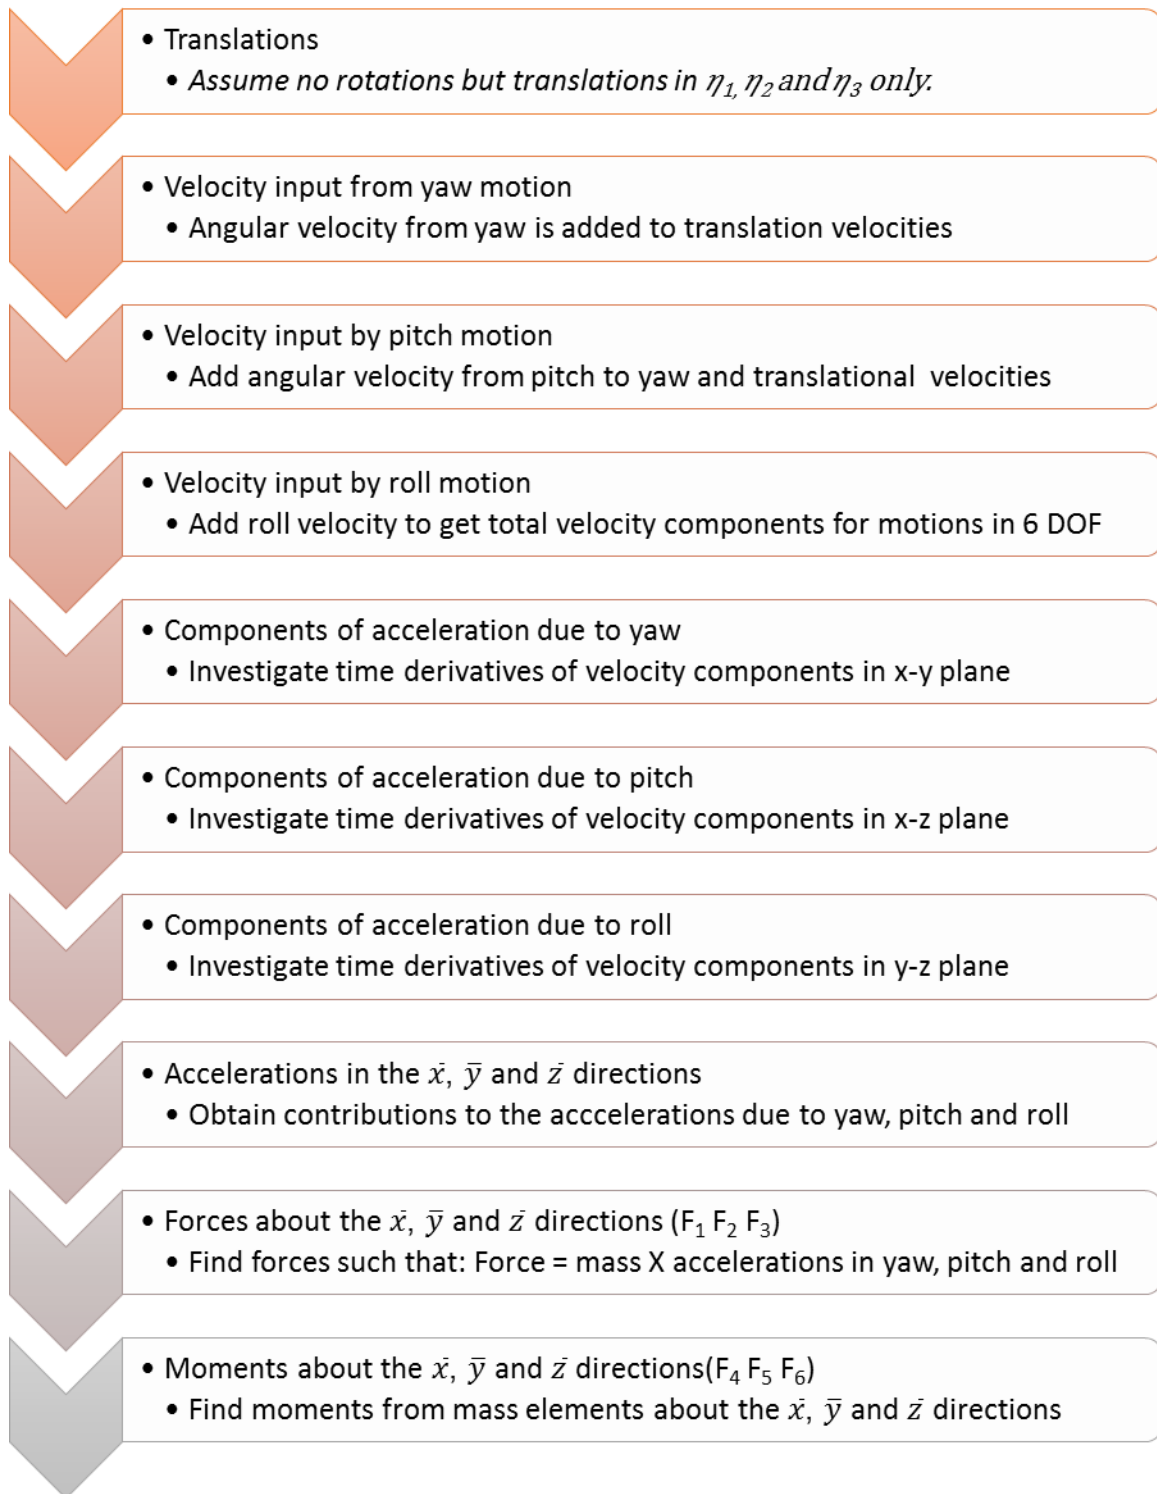 • Translations
• Assume no rotations but translations in η₁, η₂ and η₃ only.
• Velocity input from yaw motion
• Angular velocity from yaw is added to translation velocities
• Velocity input by pitch motion
• Add angular velocity from pitch to yaw and translational velocities
• Velocity input by roll motion
• Add roll velocity to get total velocity components for motions in 6 DOF
• Components of acceleration due to yaw
• Investigate time derivatives of velocity components in x-y plane
• Components of acceleration due to pitch
• Investigate time derivatives of velocity components in x-z plane
• Components of acceleration due to roll
• Investigate time derivatives of velocity components in y-z plane
• Accelerations in the x̄, ȳ and z̄ directions
• Obtain contributions to the acccelerations due to yaw, pitch and roll
• Forces about the x̄, ȳ and z̄ directions (F₁ F₂ F₃)
• Find forces such that: Force = mass X accelerations in yaw, pitch and roll
• Moments about the x̄, ȳ and z̄ directions(F₄ F₅ F₆)
• Find moments from mass elements about the x̄, ȳ and z̄ directions